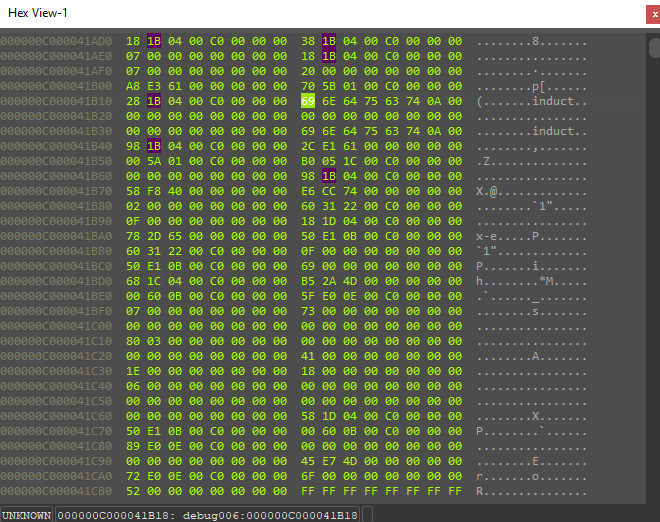 Hex View-1
x
000000C000041AD0 18 1B 04 00 C0 00 00 00 38 1B 04 00 C0 00 00 00 ........8.......
000000C000041AE0 07 00 00 00 00 00 00 00 18 1B 04 00 C0 00 00 00 ................
000000C000041AF0 07 00 00 00 00 00 00 00 20 00 00 00 00 00 00 00 ........·.......
000000C000041B00 A8 E3 61 00 00 00 00 00 70 5B 01 00 C0 00 00 00 ........p[......
000000C000041B10 28 1B 04 00 C0 00 00 00 69 6E 64 75 63 74 0A 00 (.......induct..
000000C000041B20 00 00 00 00 00 00 00 00 00 00 00 00 00 00 00 00 ................
000000C000041B30 00 00 00 00 00 00 00 00 69 6E 64 75 63 74 0A 00 ........induct..
000000C000041B40 98 1B 04 00 C0 00 00 00 2C E1 61 00 00 00 00 00 ........,.......
000000C000041B50 00 5A 01 00 C0 00 00 00 B0 05 1C 00 C0 00 00 00 .Z..............
000000C000041B60 00 00 00 00 00 00 00 00 98 1B 04 00 C0 00 00 00 ................
000000C000041B70 58 F8 40 00 00 00 00 00 E6 CC 74 00 00 00 00 00 X.@.............
000000C000041B80 02 00 00 00 00 00 00 00 60 31 22 00 C0 00 00 00 ........`1".....
000000C000041B90 0F 00 00 00 00 00 00 00 18 1D 04 00 C0 00 00 00 ................
000000C000041BA0 78 2D 65 00 00 00 00 00 50 E1 0B 00 C0 00 00 00 x-e.....P.......
000000C000041BB0 60 31 22 00 C0 00 00 00 0F 00 00 00 00 00 00 00 `1".............
000000C000041BC0 50 E1 0B 00 C0 00 00 00 69 00 00 00 00 00 00 00 P.......i.......
000000C000041BD0 68 1C 04 00 C0 00 00 00 B5 2A 4D 00 00 00 00 00 h........*M.....
000000C000041BE0 00 60 0B 00 C0 00 00 00 5F E0 0E 00 C0 00 00 00 .`......_.......
000000C000041BF0 07 00 00 00 00 00 00 00 73 00 00 00 00 00 00 00 ........s.......
000000C000041C00 00 00 00 00 00 00 00 00 00 00 00 00 00 00 00 00 ................
000000C000041C10 80 03 00 00 00 00 00 00 00 00 00 00 00 00 00 00 ................
000000C000041C20 00 00 00 00 00 00 00 00 41 00 00 00 00 00 00 00 ........A.......
000000C000041C30 1E 00 00 00 00 00 00 00 18 00 00 00 00 00 00 00 ................
000000C000041C40 06 00 00 00 00 00 00 00 00 00 00 00 00 00 00 00 ................
000000C000041C50 00 00 00 00 00 00 00 00 00 00 00 00 00 00 00 00 ................
000000C000041C60 00 00 00 00 00 00 00 00 58 1D 04 00 C0 00 00 00 ........X.......
000000C000041C70 50 E1 0B 00 C0 00 00 00 00 60 0B 00 C0 00 00 00 P........`......
000000C000041C80 89 E0 0E 00 C0 00 00 00 00 00 00 00 00 00 00 00 ................
000000C000041C90 00 00 00 00 00 00 00 00 45 E7 4D 00 00 00 00 00 ........E.......
000000C000041CA0 72 E0 0E 00 C0 00 00 00 6F 00 00 00 00 00 00 00 r.......o.......
000000C000041CB0 52 00 00 00 00 00 00 00 FF FF FF FF FF FF FF FF R...............
UNKNOWN 000000C000041B18: debug006:000000C000041B18